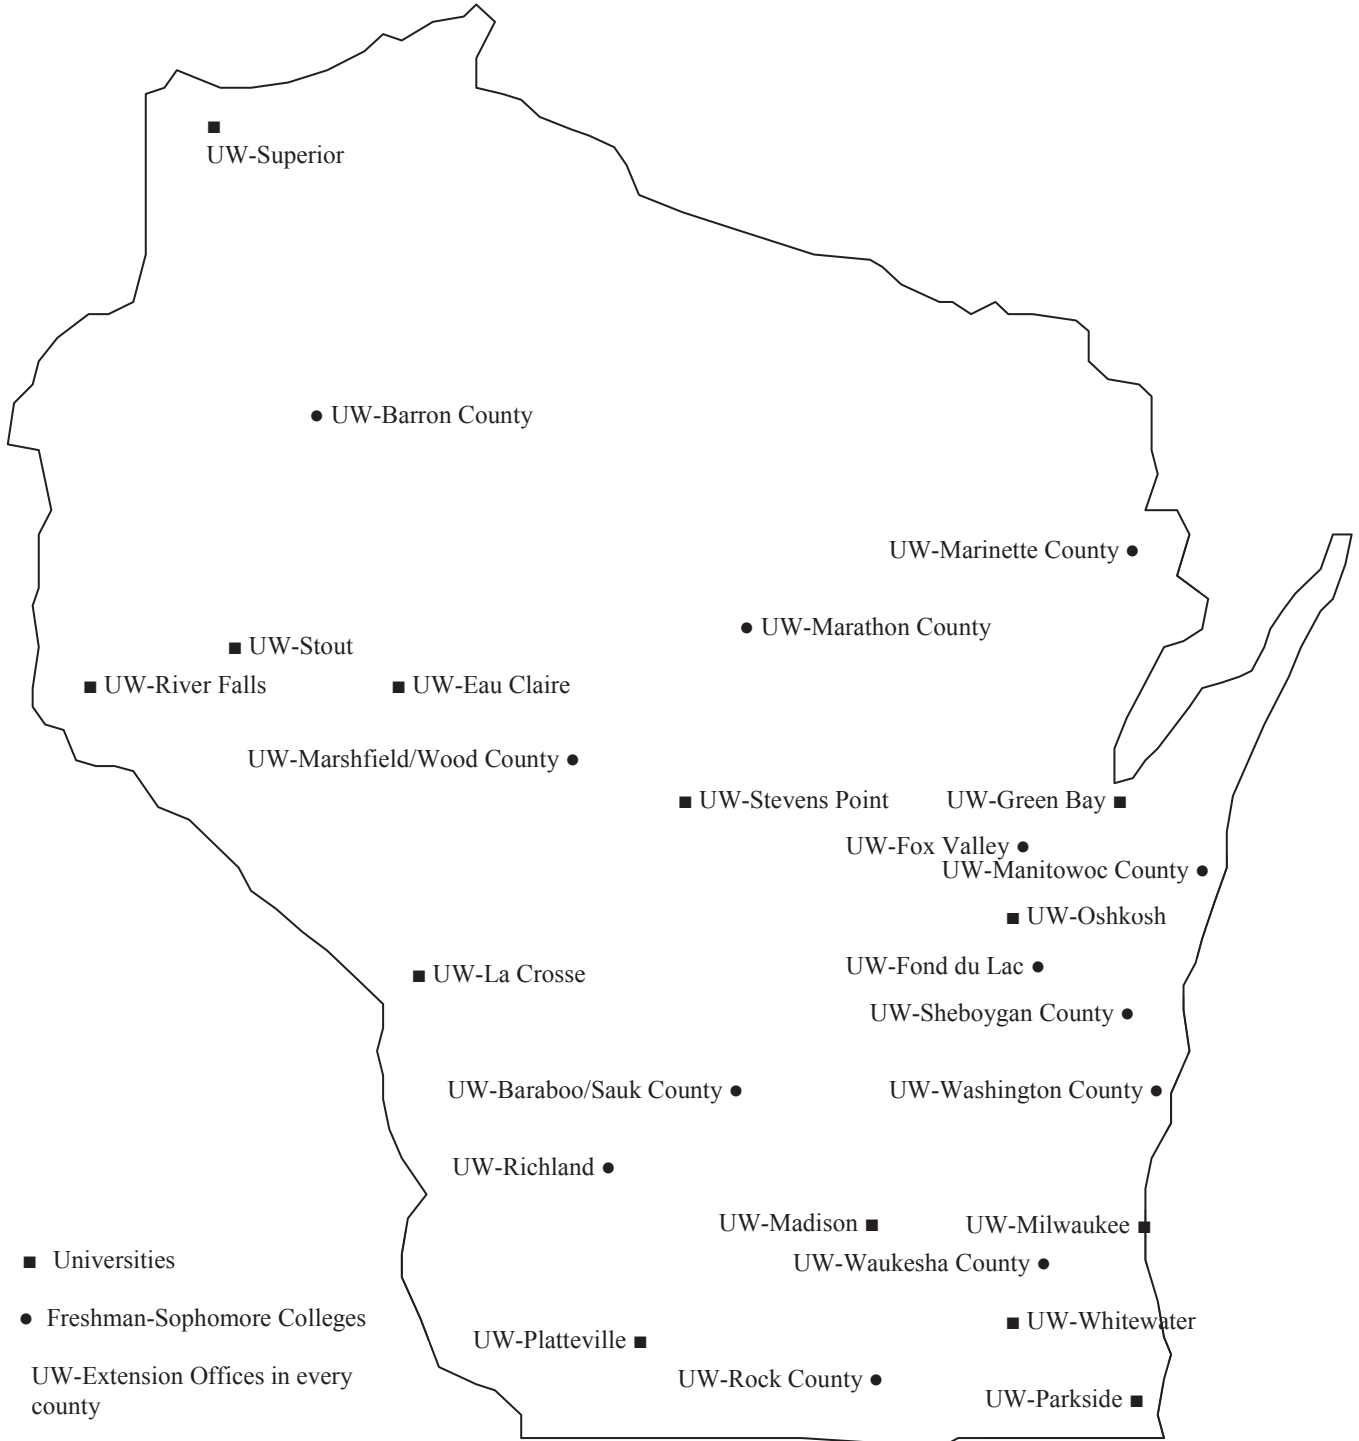 UW-Superior
UW-Barron County
UW-Marinette County
UW-Marathon County
UW-Stout
UW-River Falls
UW-Eau Claire
UW-Marshfield/Wood County
UW-Stevens Point
UW-Green Bay
UW-Fox Valley
UW-Manitowoc County
UW-Oshkosh
UW-Fond du Lac
UW-La Crosse
UW-Sheboygan County
UW-Baraboo/Sauk County
UW-Washington County
UW-Richland
UW-Madison
UW-Milwaukee
UW-Waukesha County
UW-Whitewater
UW-Platteville
UW-Rock County
UW-Parkside
Universities
Freshman-Sophomore Colleges
UW-Extension Offices in every
county